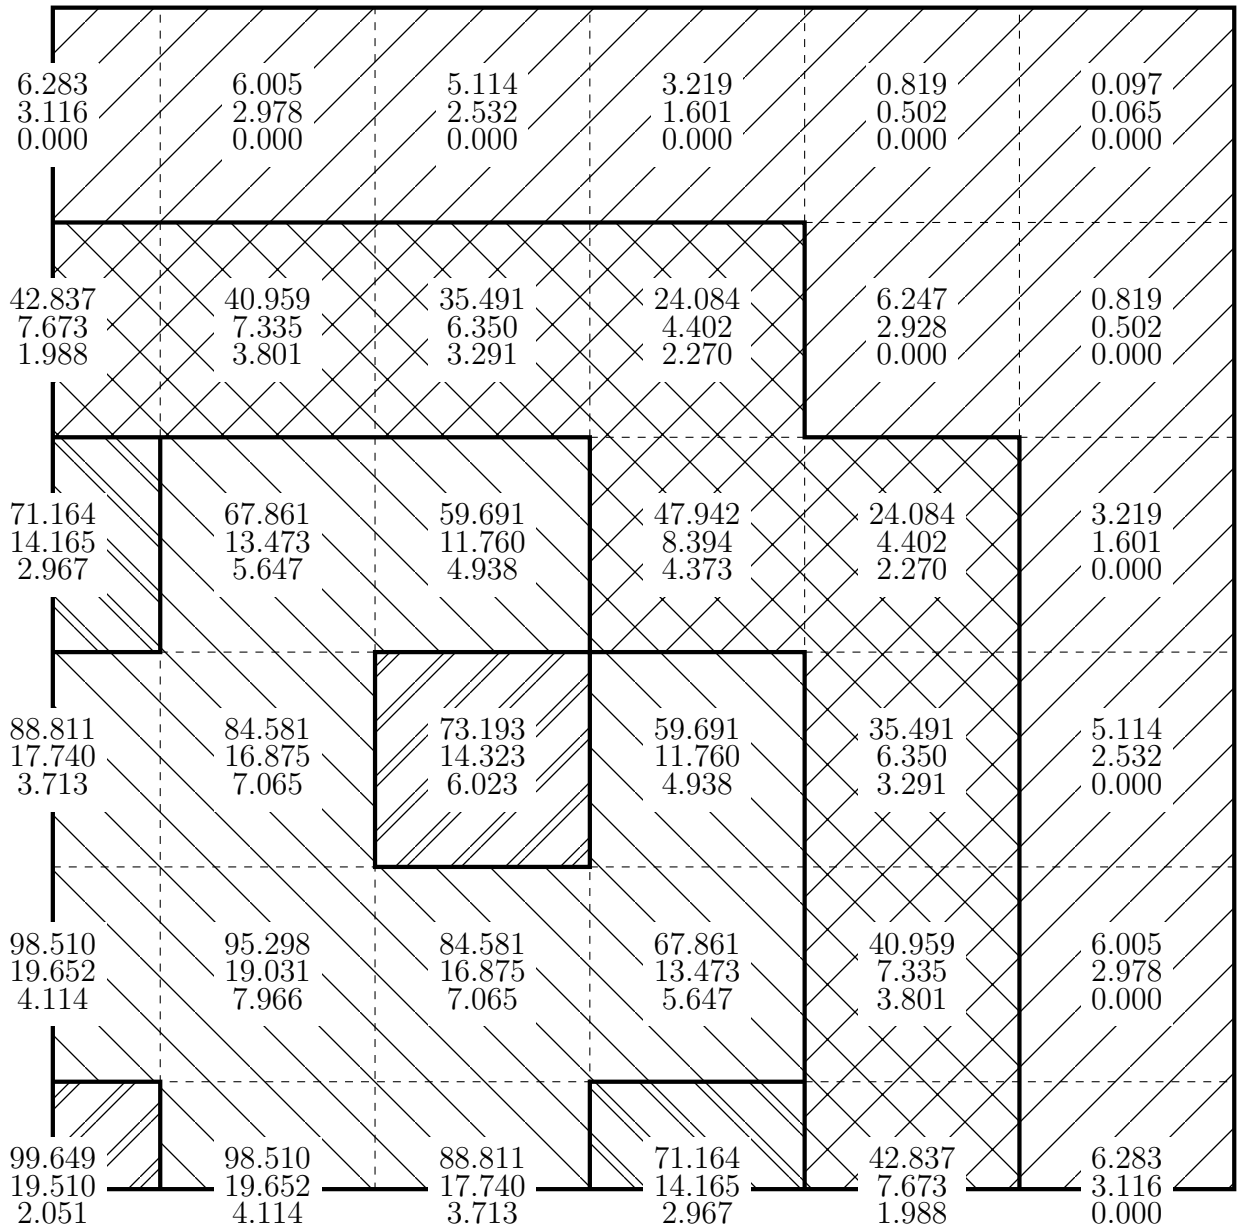 6.283 6.005 5.114 3.219 0.819 0.097
3.116 2.978 2.532 1.601 0.502 0.065
0.000 0.000 0.000 0.000 0.000 0.000
42.837 40.959 35.491 24.084 6.247 0.819
7.673 7.335 6.350 4.402 2.928 0.502
1.988 3.801 3.291 2.270 0.000 0.000
71.164 67.861 59.691 47.942 24.084 3.219
14.165 13.473 11.760 8.394 4.402 1.601
2.967 5.647 4.938 4.373 2.270 0.000
88.811 84.581 73.193 59.691 35.491 5.114
17.740 16.875 14.323 11.760 6.350 2.532
3.713 7.065 6.023 4.938 3.291 0.000
98.510 95.298 84.581 67.861 40.959 6.005
19.652 19.031 16.875 13.473 7.335 2.978
4.114 7.966 7.065 5.647 3.801 0.000
99.649 98.510 88.811 71.164 42.837 6.283
19.510 19.652 17.740 14.165 7.673 3.116
2.051 4.114 3.713 2.967 1.988 0.000